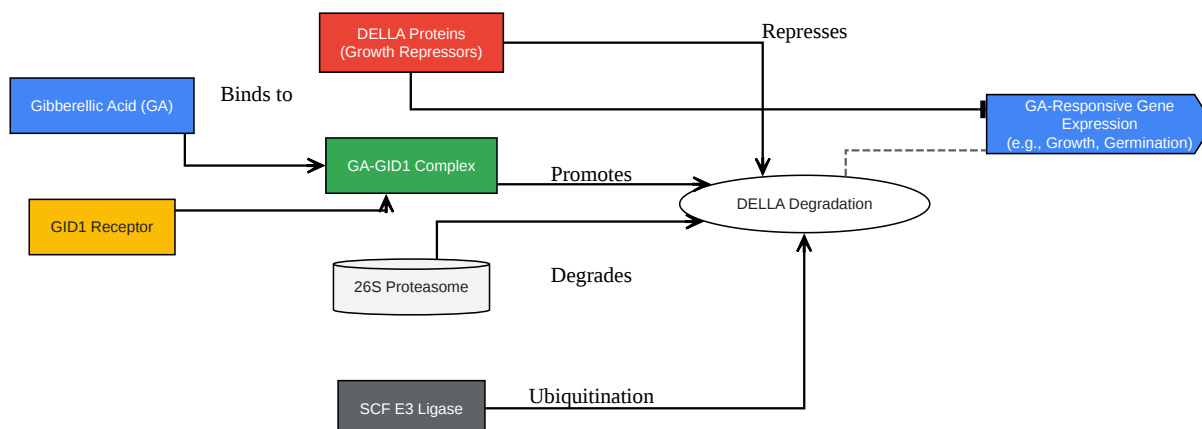 DELLA Proteins
(Growth Repressors)
Represses
Gibberellic Acid (GA)
Binds to
GA-Responsive Gene
Expression
(e.g., Growth, Germination)
GA-GID1 Complex
Promotes
DELLA Degradation
GID1 Receptor
26S Proteasome
Degrades
SCF E3 Ligase
Ubiquitination